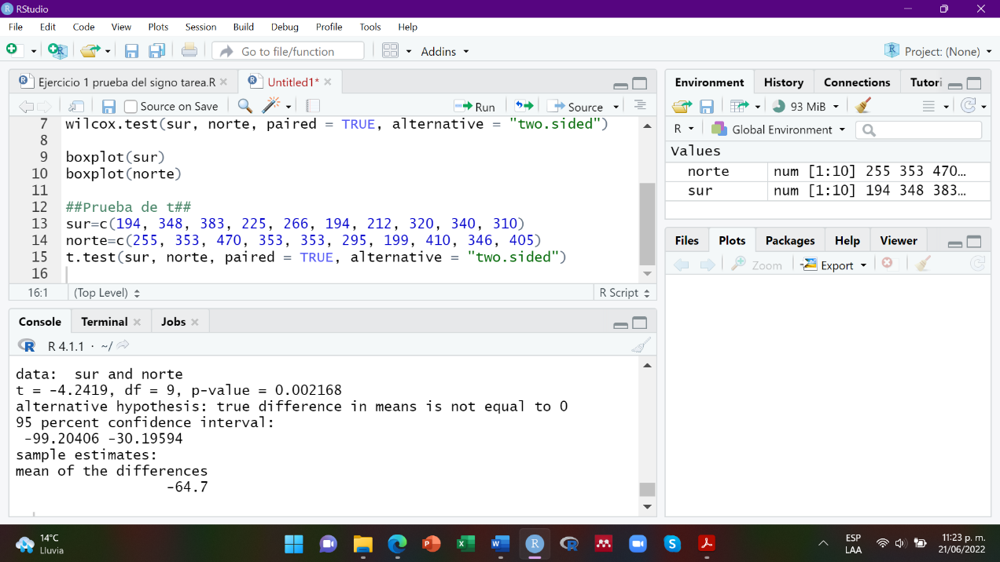 RStudio
File Edit Code View Plots Session Build Debug Profile Tools Help
Go to file/function Addins Project: (None)
Ejercicio 1 prueba del signo tarea.R Untitled1*
Source on Save Run Source
7 wilcox.test(sur, norte, paired = TRUE, alternative = "two.sided")
8
9 boxplot(sur)
10 boxplot(norte)
11
12 ##Prueba de t##
13 sur=c(194, 348, 383, 225, 266, 194, 212, 320, 340, 310)
14 norte=c(255, 353, 470, 353, 353, 295, 199, 410, 346, 405)
15 t.test(sur, norte, paired = TRUE, alternative = "two.sided")
16
16:1 (Top Level) R Script
Console Terminal Jobs
R 4.1.1 · ~/
data: sur and norte
t = -4.2419, df = 9, p-value = 0.002168
alternative hypothesis: true difference in means is not equal to 0
95 percent confidence interval:
-99.20406 -30.19594
sample estimates:
mean of the differences
-64.7
Environment History Connections Tutori
93 MiB
R Global Environment
Values
norte num [1:10] 255 353 470...
sur num [1:10] 194 348 383...
Files Plots Packages Help Viewer
Zoom Export
14°C
Lluvia
ESP
LAA
11:23 p. m.
21/06/2022